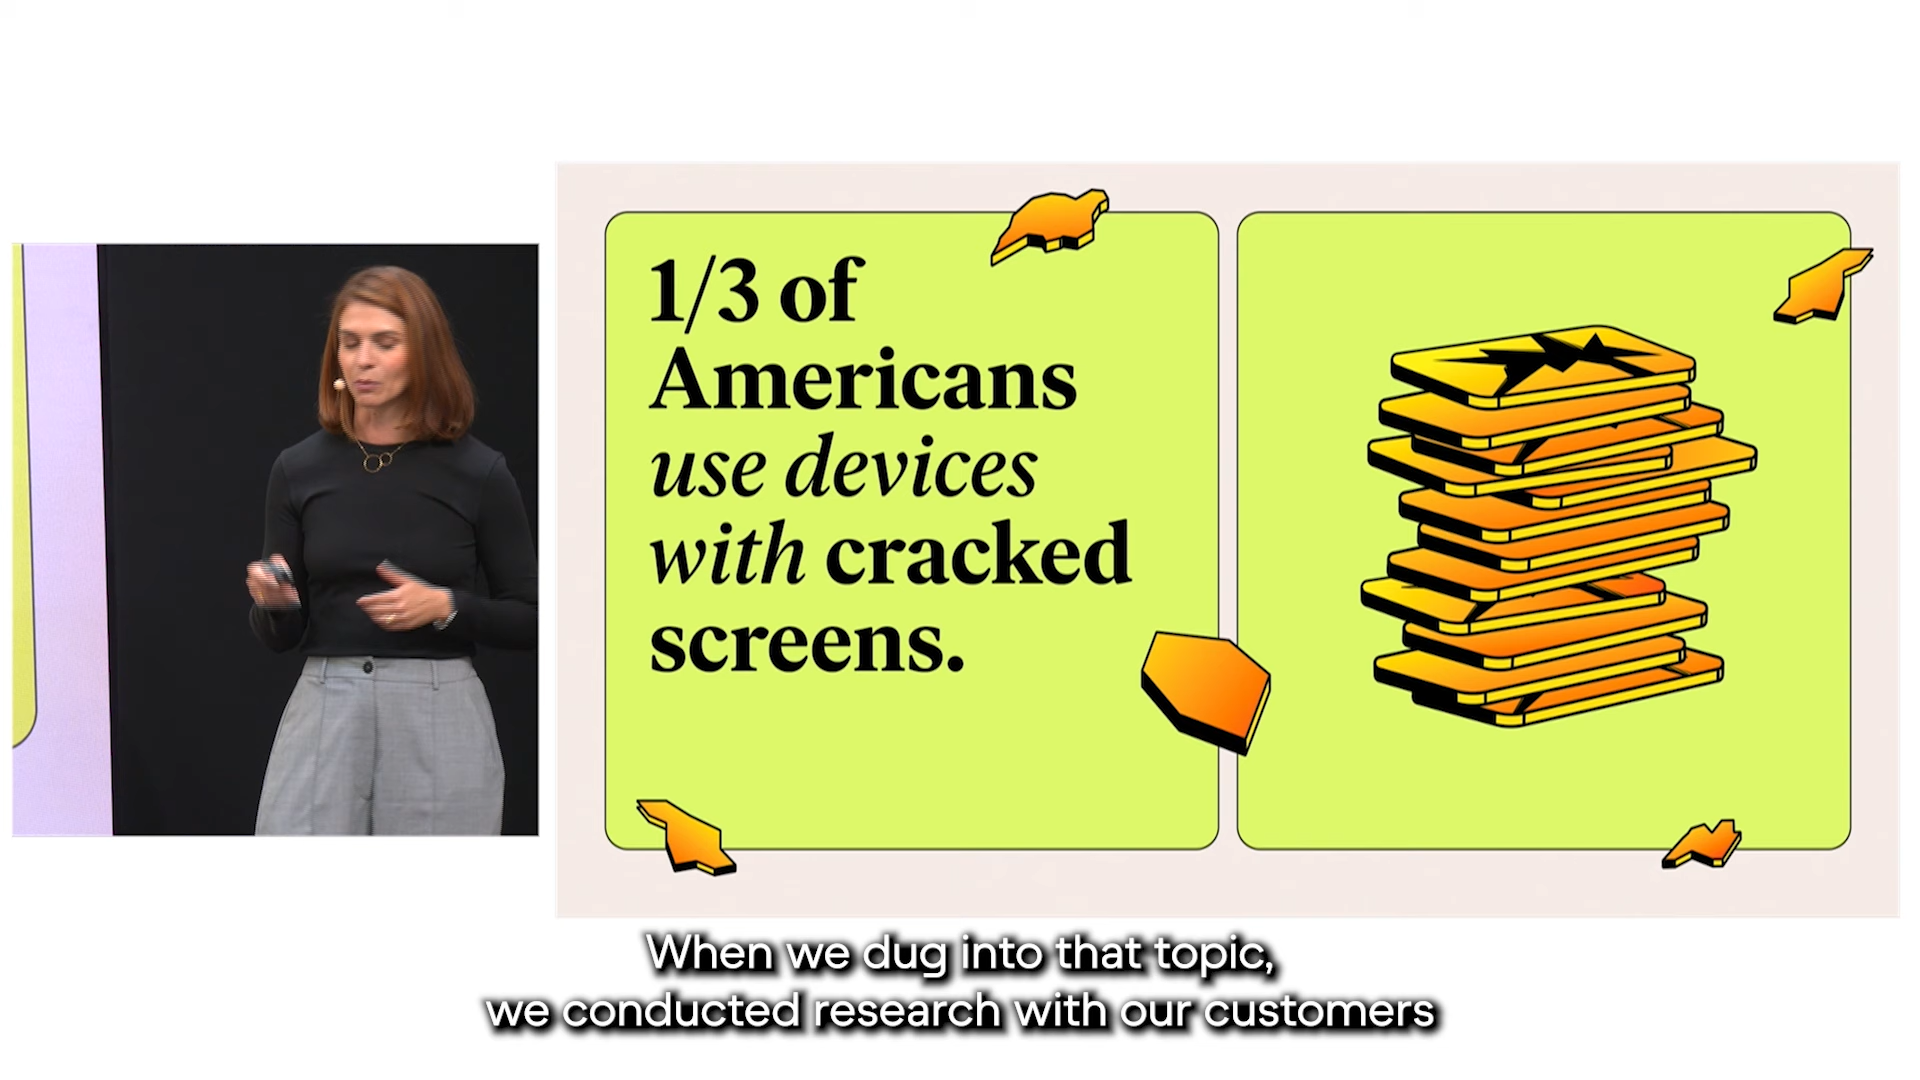 1/3 of
Americans
use devices
with cracked
screens.
When we dug into that topic,
we conducted research with our customers